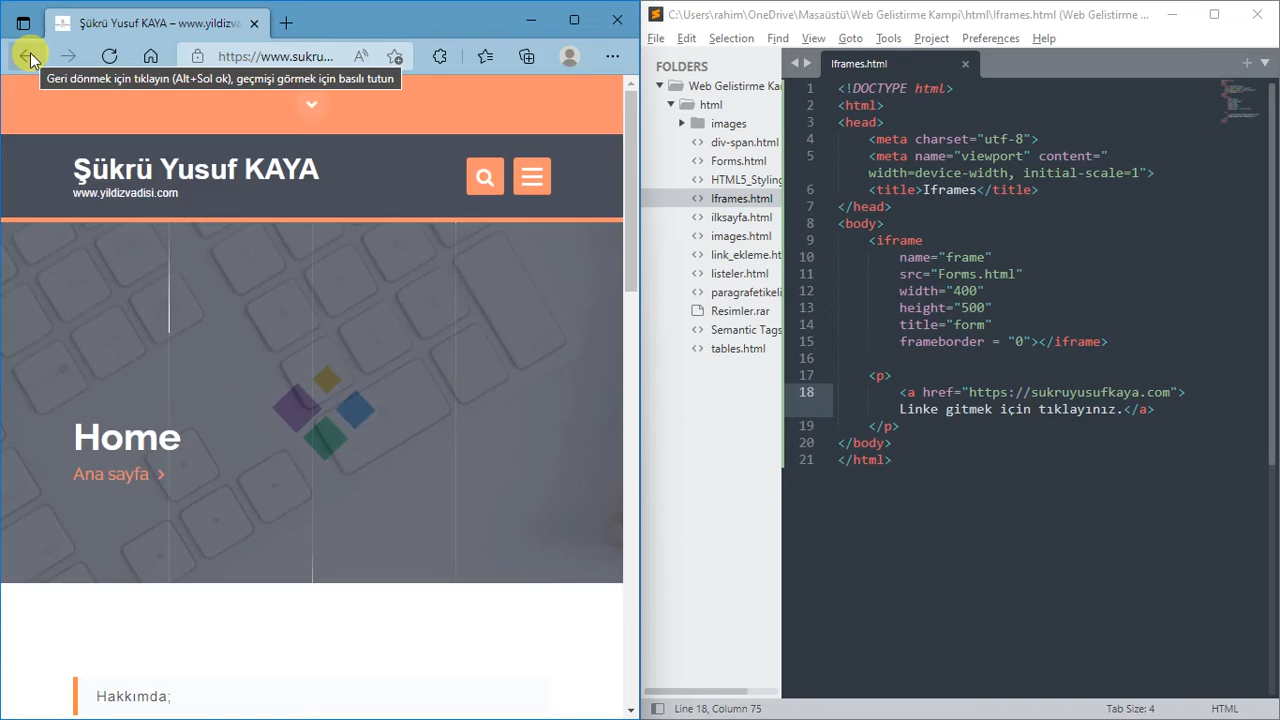 Şükrü Yusuf KAYA – www.yildizv
https://www.sukru...
Geri dönmek için tıklayın (Alt+Sol ok), geçmişi görmek için basılı tutun
Şükrü Yusuf KAYA
www.yildizvadisi.com
Home
Ana sayfa
Hakkımda;
C:\Users\rahim\OneDrive\Masaüstü\Web Gelistirme Kampi\html\Iframes.html (Web Gelistirme ...
File Edit Selection Find View Goto Tools Project Preferences Help
FOLDERS
Web Gelistirme Kam
html
images
div-span.html
Forms.html
HTML5_Styling
Iframes.html
ilksayfa.html
images.html
link_ekleme.ht
listeler.html
paragrafetikeli
Resimler.rar
Semantic Tags
tables.html
Iframes.html
1 <!DOCTYPE html>
2 <html>
3 <head>
4 <meta charset="utf-8">
5 <meta name="viewport" content="
width=device-width, initial-scale=1">
6 <title>Iframes</title>
7 </head>
8 <body>
9 <iframe
10 name="frame"
11 src="Forms.html"
12 width="400"
13 height="500"
14 title="form"
15 frameborder = "0"></iframe>
16
17 <p>
18 <a href="https://sukruyusufkaya.com">
Linke gitmek için tıklayınız.</a>
19 </p>
20 </body>
21 </html>
Line 18, Column 75
Tab Size: 4
HTML